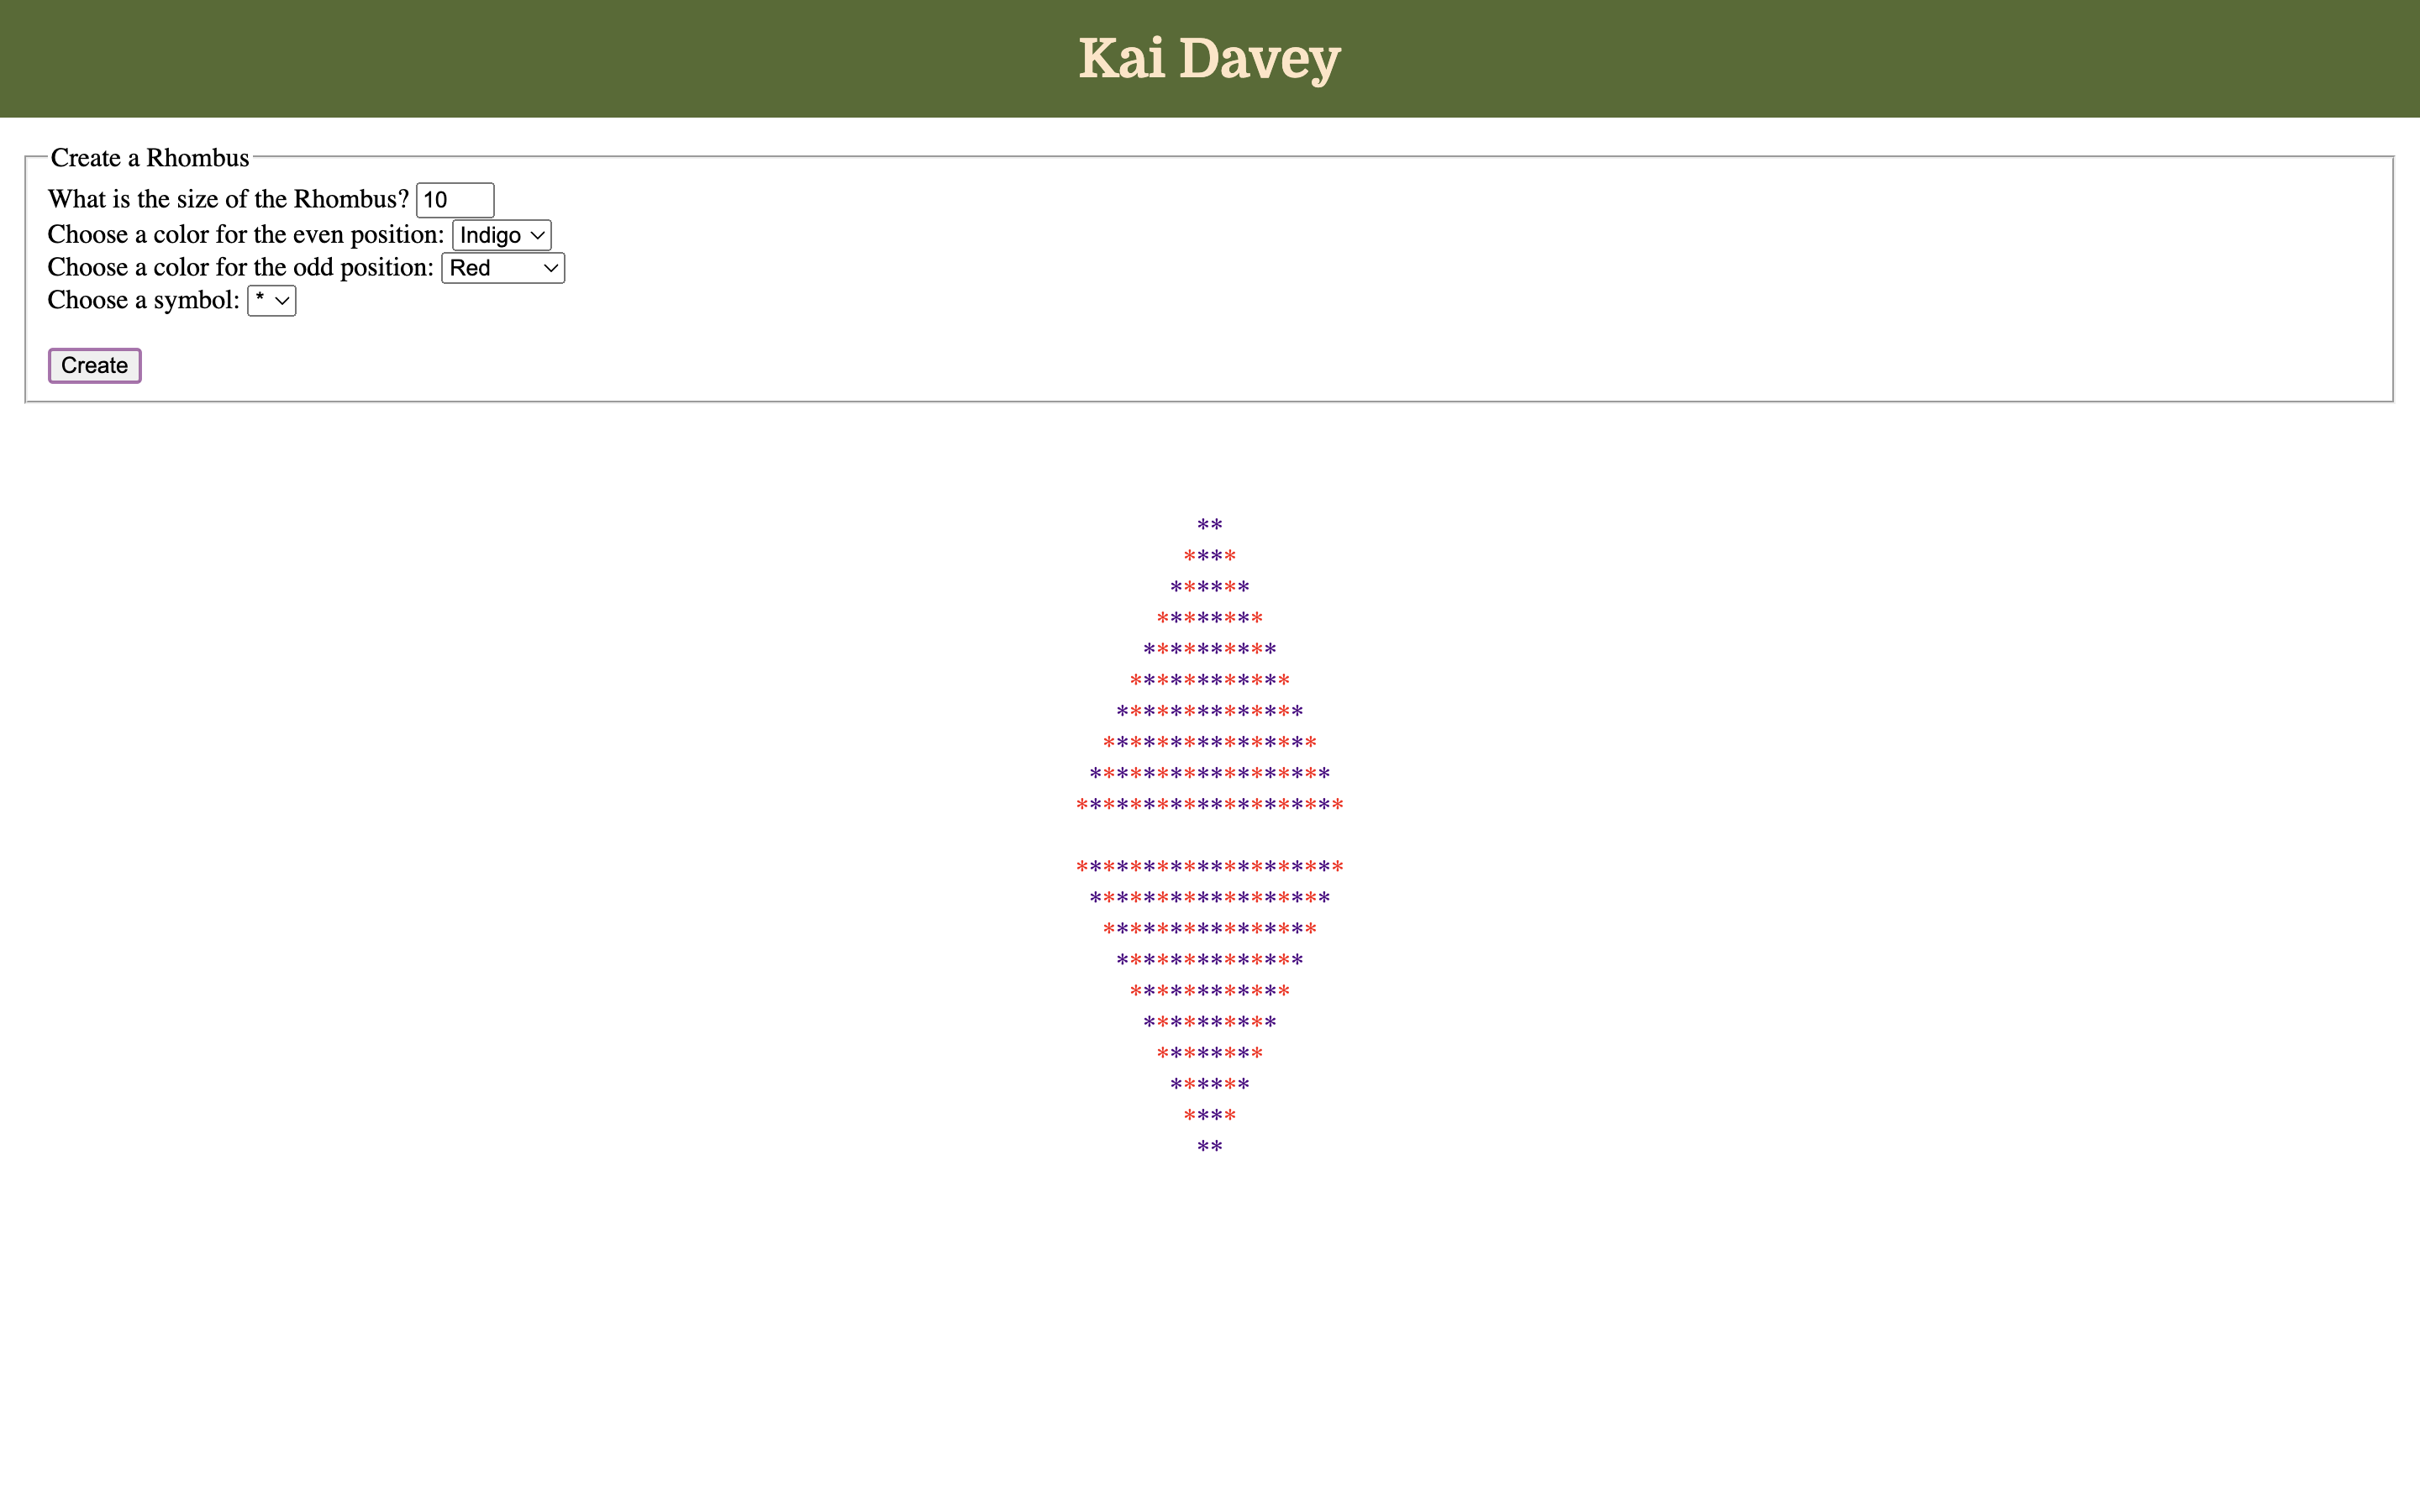 Kai Davey
Create a Rhombus
What is the size of the Rhombus? 10
Choose a color for the even position: Indigo
Choose a color for the odd position: Red
Choose a symbol: *
Create
**
****
******
********
**********
************
**************
****************
******************
********************
********************
******************
****************
**************
************
**********
********
******
****
**